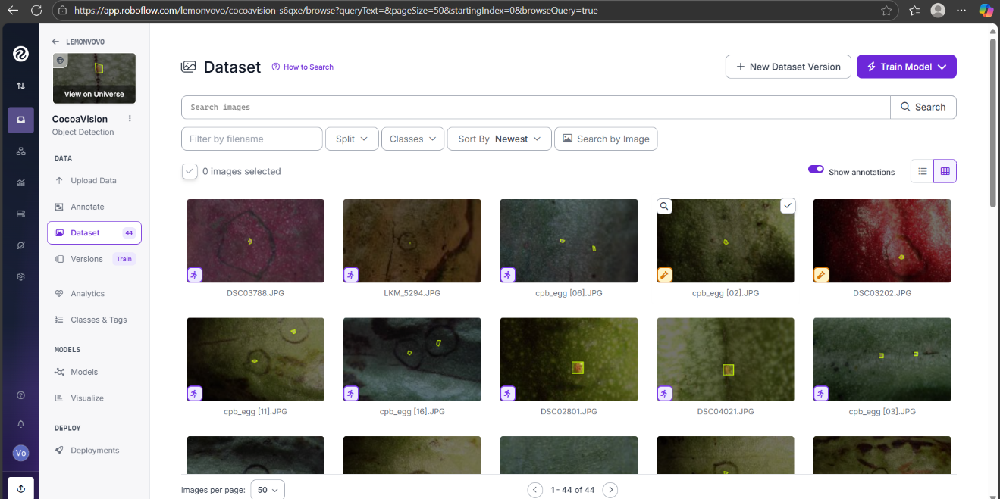 https://app.roboflow.com/lemonvovo/cocoavision-s6qxe/browse?queryText=&pageSize=50&startingIndex=0&browseQuery=true
LEMONVOVO
View on Universe
CocoaVision
Object Detection
DATA
Upload Data
Annotate
Dataset 44
Versions Train
Analytics
Classes & Tags
MODELS
Models
Visualize
DEPLOY
Deployments
Vo
Dataset How to Search
New Dataset Version Train Model
Search images Search
Filter by filename Split Classes Sort By Newest Search by Image
0 images selected Show annotations
DSC03788.JPG LKM_5294.JPG cpb_egg [06].JPG cpb_egg [02].JPG DSC03202.JPG
cpb_egg [11].JPG cpb_egg [16].JPG DSC02801.JPG DSC04021.JPG cpb_egg [03].JPG
Images per page: 50 1 - 44 of 44